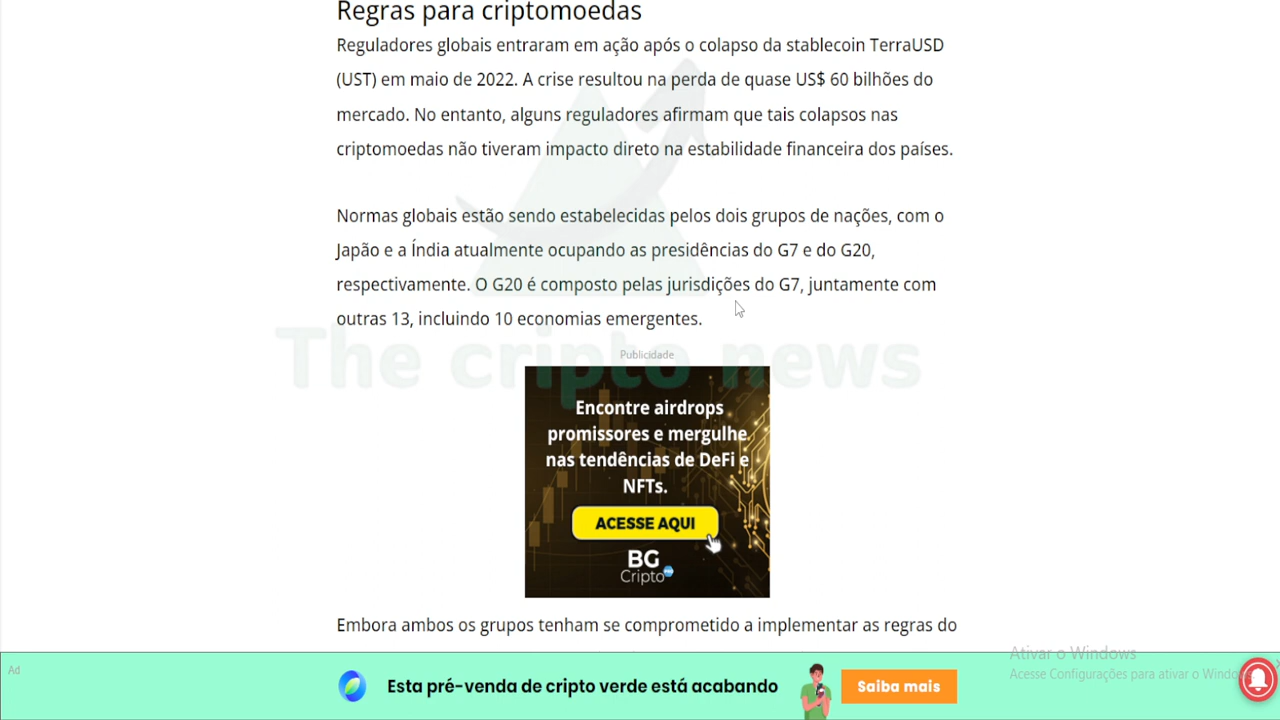 Regras para criptomoedas
Reguladores globais entraram em ação após o colapso da stablecoin TerraUSD
(UST) em maio de 2022. A crise resultou na perda de quase US$ 60 bilhões do
mercado. No entanto, alguns reguladores afirmam que tais colapsos nas
criptomoedas não tiveram impacto direto na estabilidade financeira dos países.
Normas globais estão sendo estabelecidas pelos dois grupos de nações, com o
Japão e a Índia atualmente ocupando as presidências do G7 e do G20,
respectivamente. O G20 é composto pelas jurisdições do G7, juntamente com
outras 13, incluindo 10 economias emergentes.
The cripto news
Publicidade
Encontre airdrops
promissores e mergulhe
nas tendências de DeFi e
NFTs.
ACESSE AQUI
BG
Cripto
Embora ambos os grupos tenham se comprometido a implementar as regras do
Ad
Esta pré-venda de cripto verde está acabando
Saiba mais
Ativar o Windows
Acesse Configurações para ativar o Windows